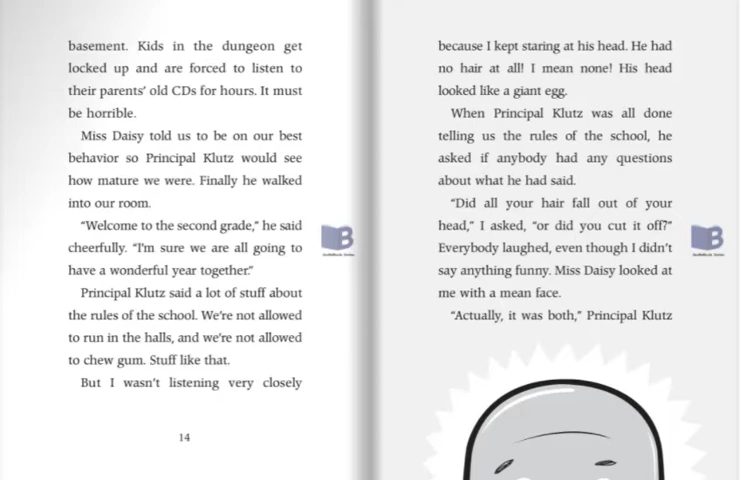 basement. Kids in the dungeon get
locked up and are forced to listen to
their parents' old CDs for hours. It must
be horrible.
Miss Daisy told us to be on our best
behavior so Principal Klutz would see
how mature we were. Finally he walked
into our room.
"Welcome to the second grade," he said
cheerfully. "I'm sure we are all going to
have a wonderful year together."
Principal Klutz said a lot of stuff about
the rules of the school. We're not allowed
to run in the halls, and we're not allowed
to chew gum. Stuff like that.
But I wasn't listening very closely
14
because I kept staring at his head. He had
no hair at all! I mean none! His head
looked like a giant egg.
When Principal Klutz was all done
telling us the rules of the school, he
asked if anybody had any questions
about what he had said.
"Did all your hair fall out of your
head," I asked, "or did you cut it off?"
Everybody laughed, even though I didn't
say anything funny. Miss Daisy looked at
me with a mean face.
"Actually, it was both," Principal Klutz